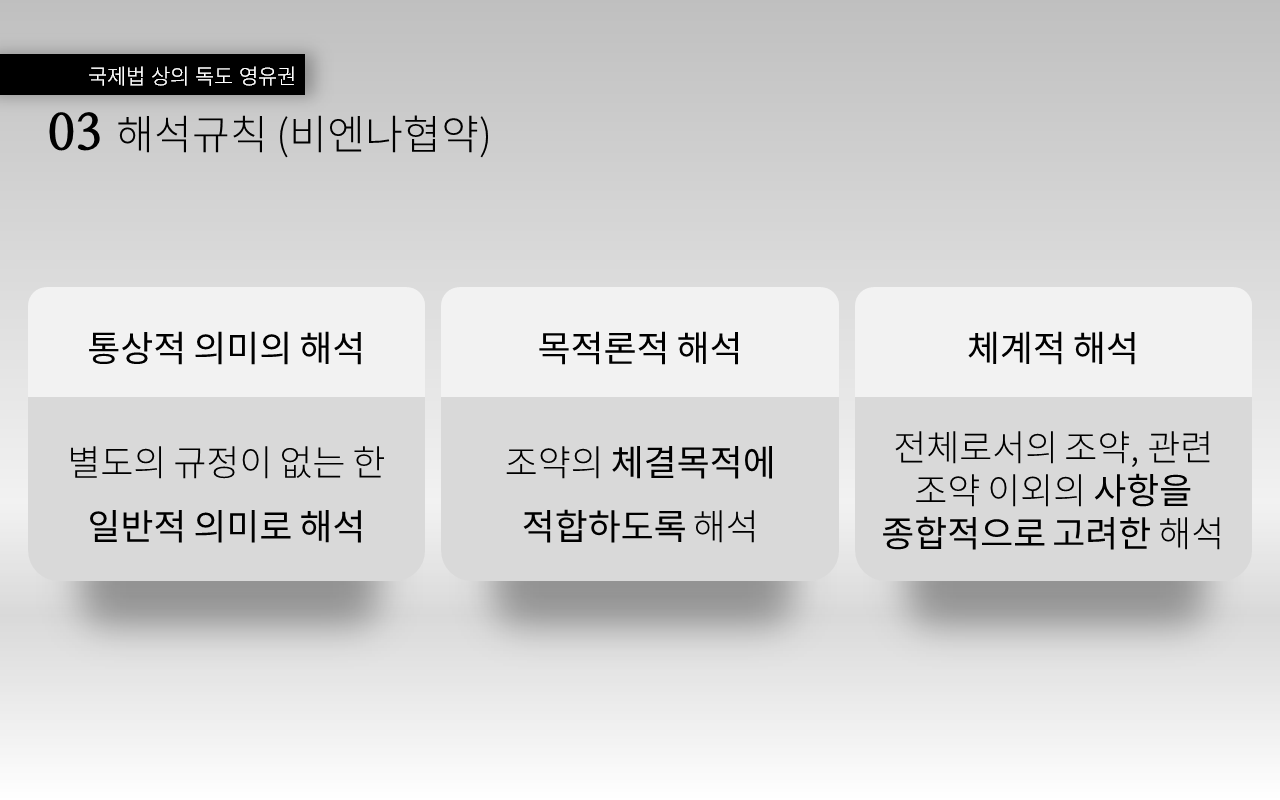 국제법 상의 독도 영유권
03 해석규칙 (비엔나협약)
통상적 의미의 해석
별도의 규정이 없는 한
일반적 의미로 해석
목적론적 해석
조약의 체결목적에
적합하도록 해석
체계적 해석
전체로서의 조약, 관련
조약 이외의 사항을
종합적으로 고려한 해석